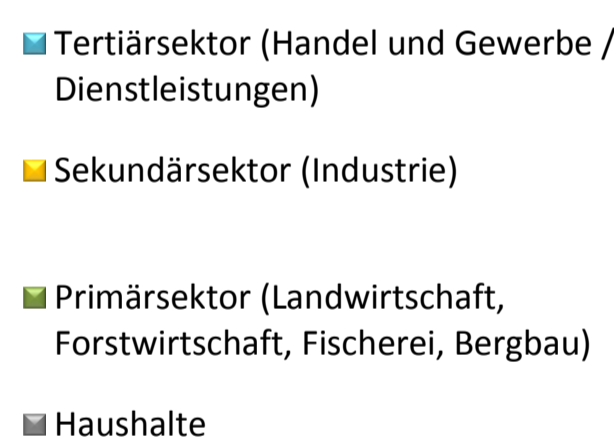 Tertiärsektor (Handel und Gewerbe /
Dienstleistungen)
Sekundärsektor (Industrie)
Primärsektor (Landwirtschaft,
Forstwirtschaft, Fischerei, Bergbau)
Haushalte